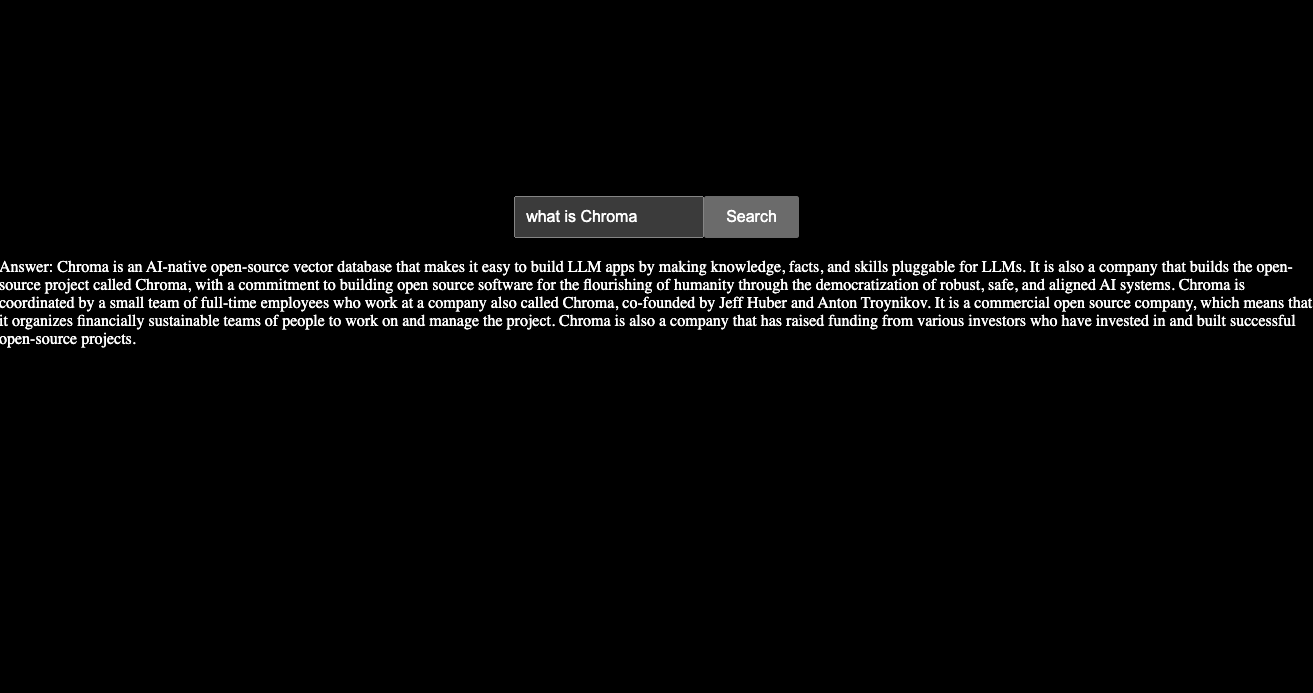 what is Chroma
Search
Answer: Chroma is an AI-native open-source vector database that makes it easy to build LLM apps by making knowledge, facts, and skills pluggable for LLMs. It is also a company that builds the open-
source project called Chroma, with a commitment to building open source software for the flourishing of humanity through the democratization of robust, safe, and aligned AI systems. Chroma is
coordinated by a small team of full-time employees who work at a company also called Chroma, co-founded by Jeff Huber and Anton Troynikov. It is a commercial open source company, which means that
it organizes financially sustainable teams of people to work on and manage the project. Chroma is also a company that has raised funding from various investors who have invested in and built successful
open-source projects.